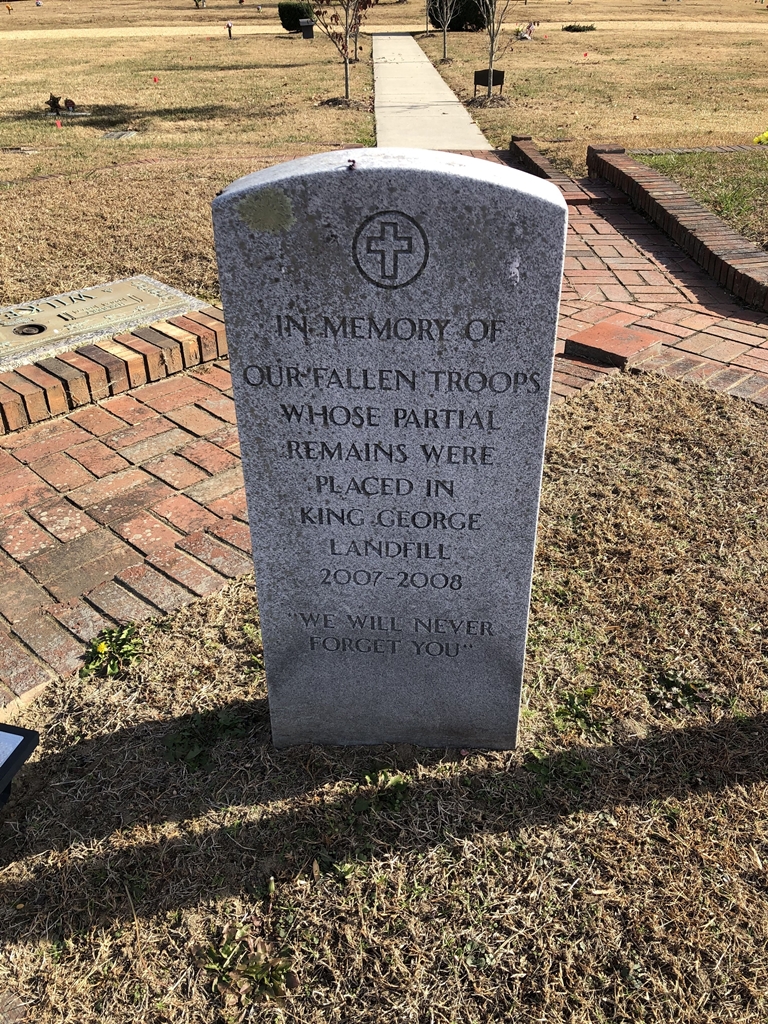 IN MEMORY OF
OUR FALLEN TROOPS
WHOSE PARTIAL
REMAINS WERE
PLACED IN
KING GEORGE
LANDFILL
2007-2008
"WE WILL NEVER
FORGET YOU"